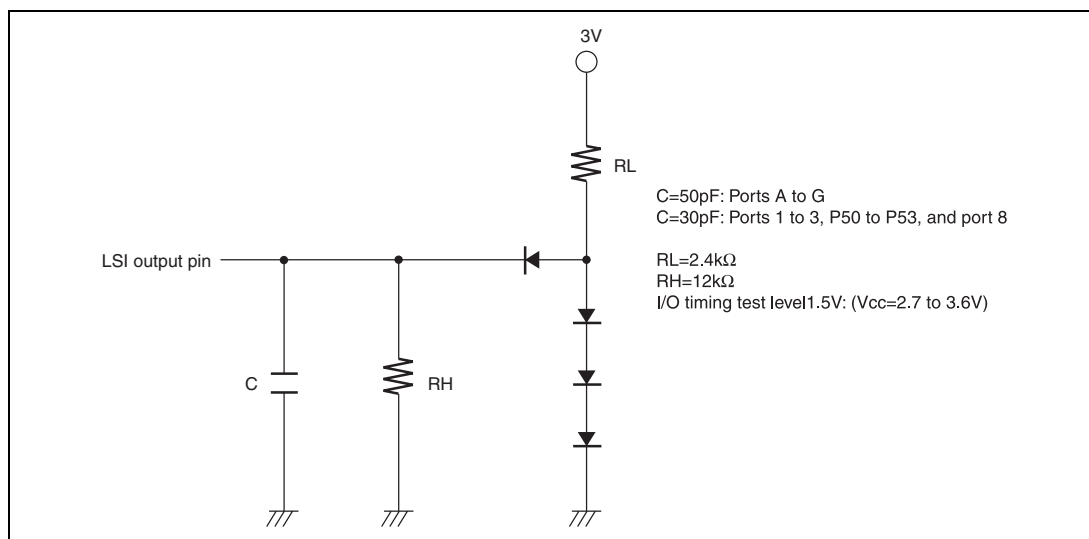 3V
RL
C=50pF: Ports A to G
C=30pF: Ports 1 to 3, P50 to P53, and port 8
LSI output pin
RL=2.4kΩ
RH=12kΩ
I/O timing test level1.5V: (Vcc=2.7 to 3.6V)
C
RH